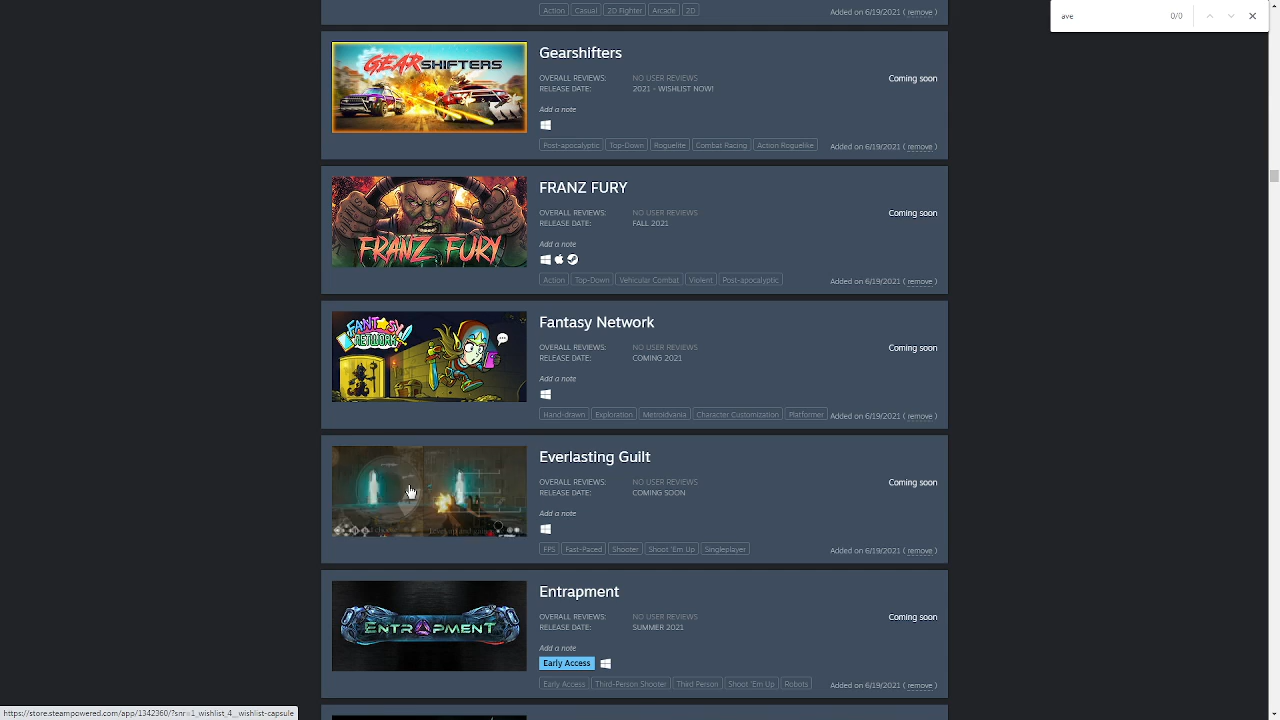 Action Casual 2D Fighter Arcade 2D Added on 6/19/2021 ( remove )
ave 0/0
GEARSHIFTERS
Gearshifters
OVERALL REVIEWS: NO USER REVIEWS
RELEASE DATE: 2021 - WISHLIST NOW!
Coming soon
Add a note
Post-apocalyptic Top-Down Roguelite Combat Racing Action Roguelike Added on 6/19/2021 ( remove )
FRANZ FURY
FRANZ FURY
OVERALL REVIEWS: NO USER REVIEWS
RELEASE DATE: FALL 2021
Coming soon
Add a note
Action Top-Down Vehicular Combat Violent Post-apocalyptic Added on 6/19/2021 ( remove )
FANTASY NETWORK
Fantasy Network
OVERALL REVIEWS: NO USER REVIEWS
RELEASE DATE: COMING 2021
Coming soon
Add a note
Hand-drawn Exploration Metroidvania Character Customization Platformer Added on 6/19/2021 ( remove )
Everlasting Guilt
OVERALL REVIEWS: NO USER REVIEWS
RELEASE DATE: COMING SOON
Coming soon
Add a note
FPS Fast-Paced Shooter Shoot 'Em Up Singleplayer Added on 6/19/2021 ( remove )
ENTRAPMENT
Entrapment
OVERALL REVIEWS: NO USER REVIEWS
RELEASE DATE: SUMMER 2021
Coming soon
Add a note
Early Access
Early Access Third-Person Shooter Third Person Shoot 'Em Up Robots Added on 6/19/2021 ( remove )
https://store.steampowered.com/app/1342360/?snr=1_wishlist_4__wishlist-capsule